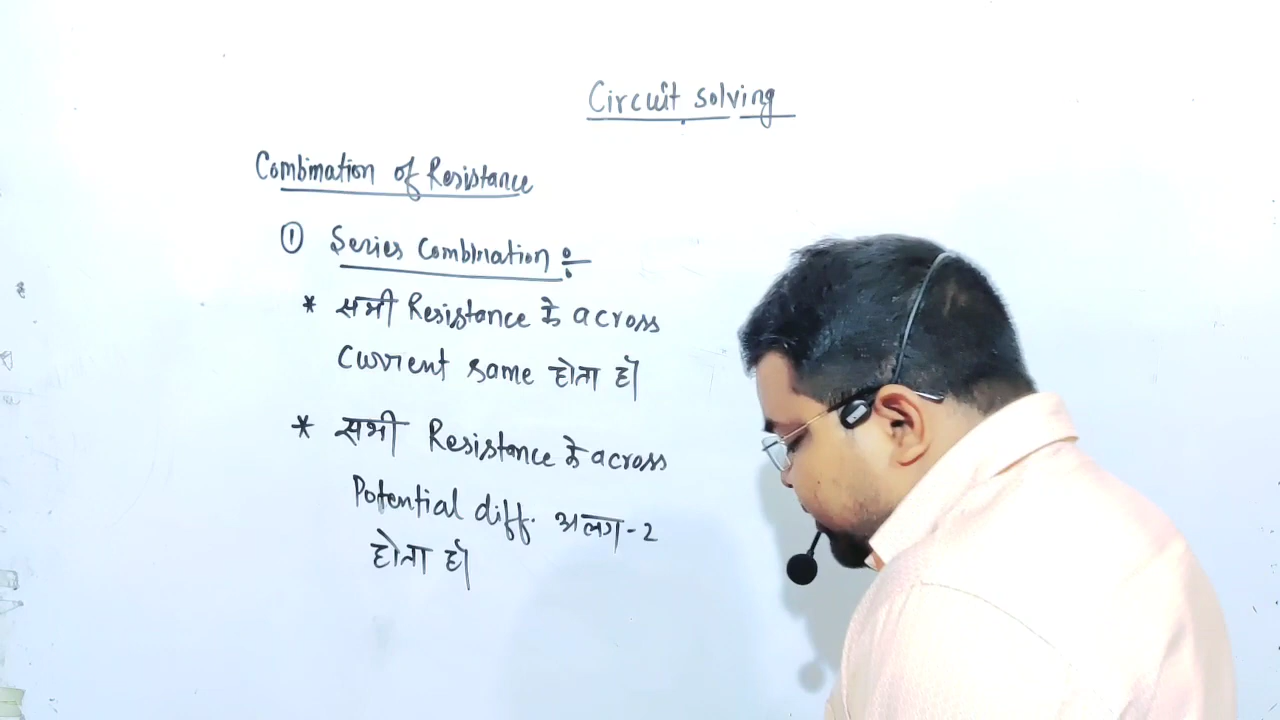 Circuit solving
Combination of Resistance
① Series Combination ÷
* सभी Resistance के across
Current same होता है
* सभी Resistance के across
Potential diff. अलग-2
होता है